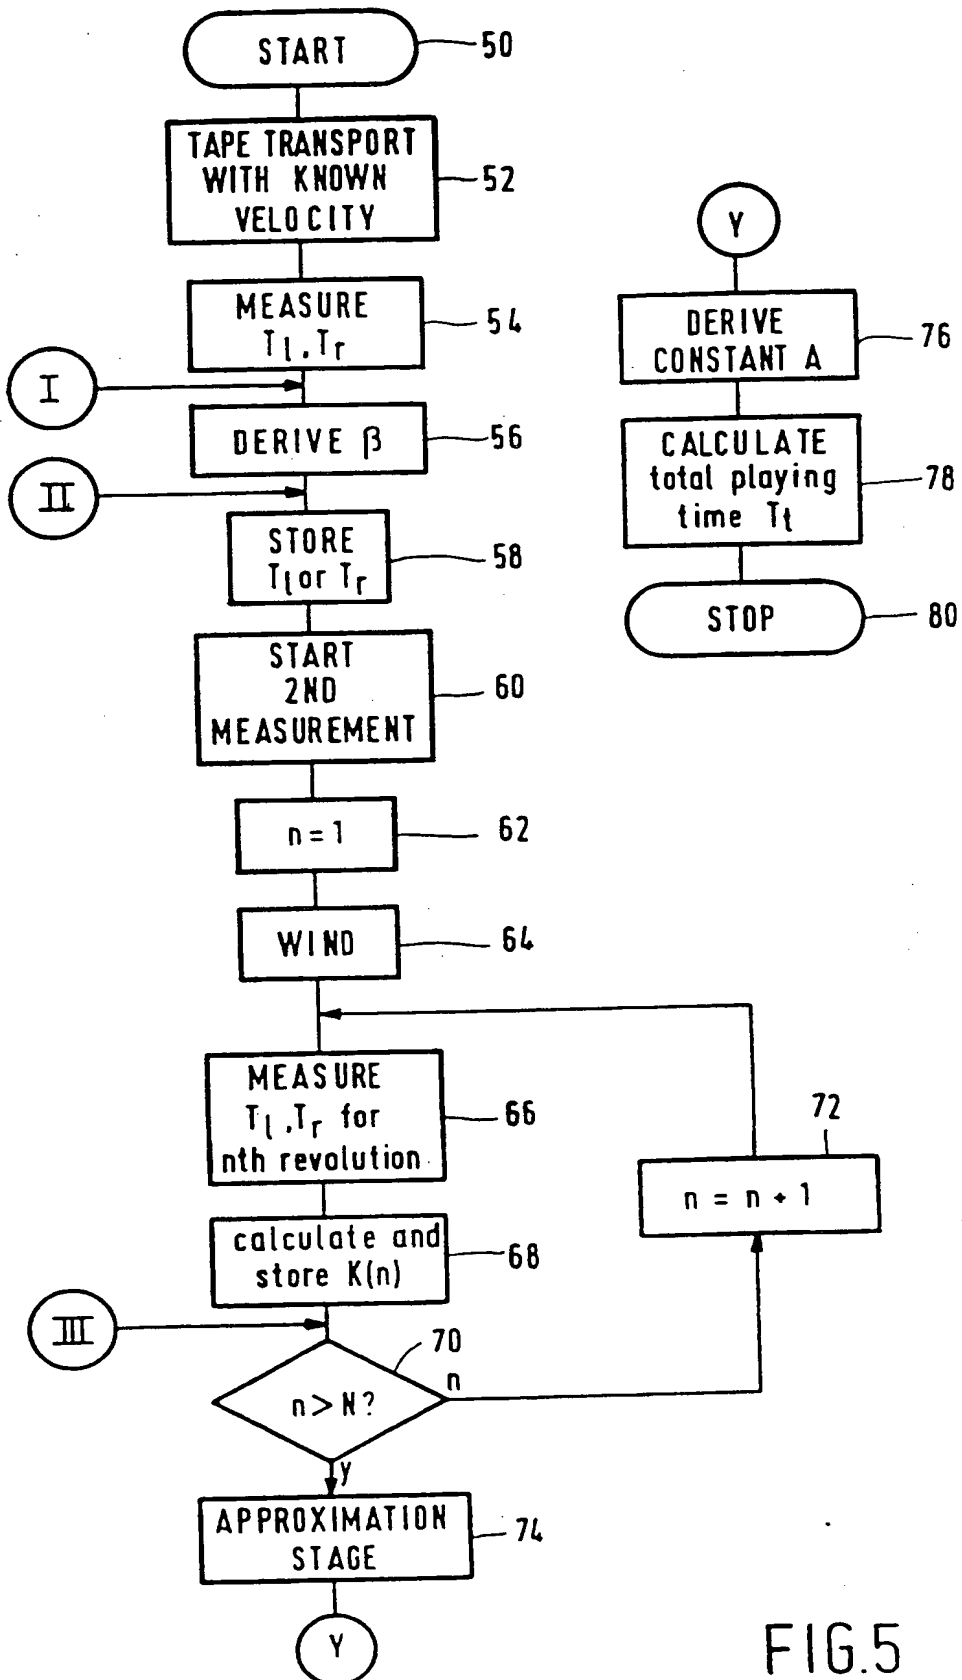 START
50
TAPE TRANSPORT
WITH KNOWN
VELOCITY
52
MEASURE
Tl, Tr
54
I
DERIVE β
56
II
STORE
Tl or Tr
58
START
2ND
MEASUREMENT
60
n = 1
62
WIND
64
MEASURE
Tl, Tr for
nth revolution
66
calculate and
store K(n)
68
III
70
n > N?
n
y
72
n = n + 1
APPROXIMATION
STAGE
74
Y
Y
DERIVE
CONSTANT A
76
CALCULATE
total playing
time Tt
78
STOP
80
FIG.5